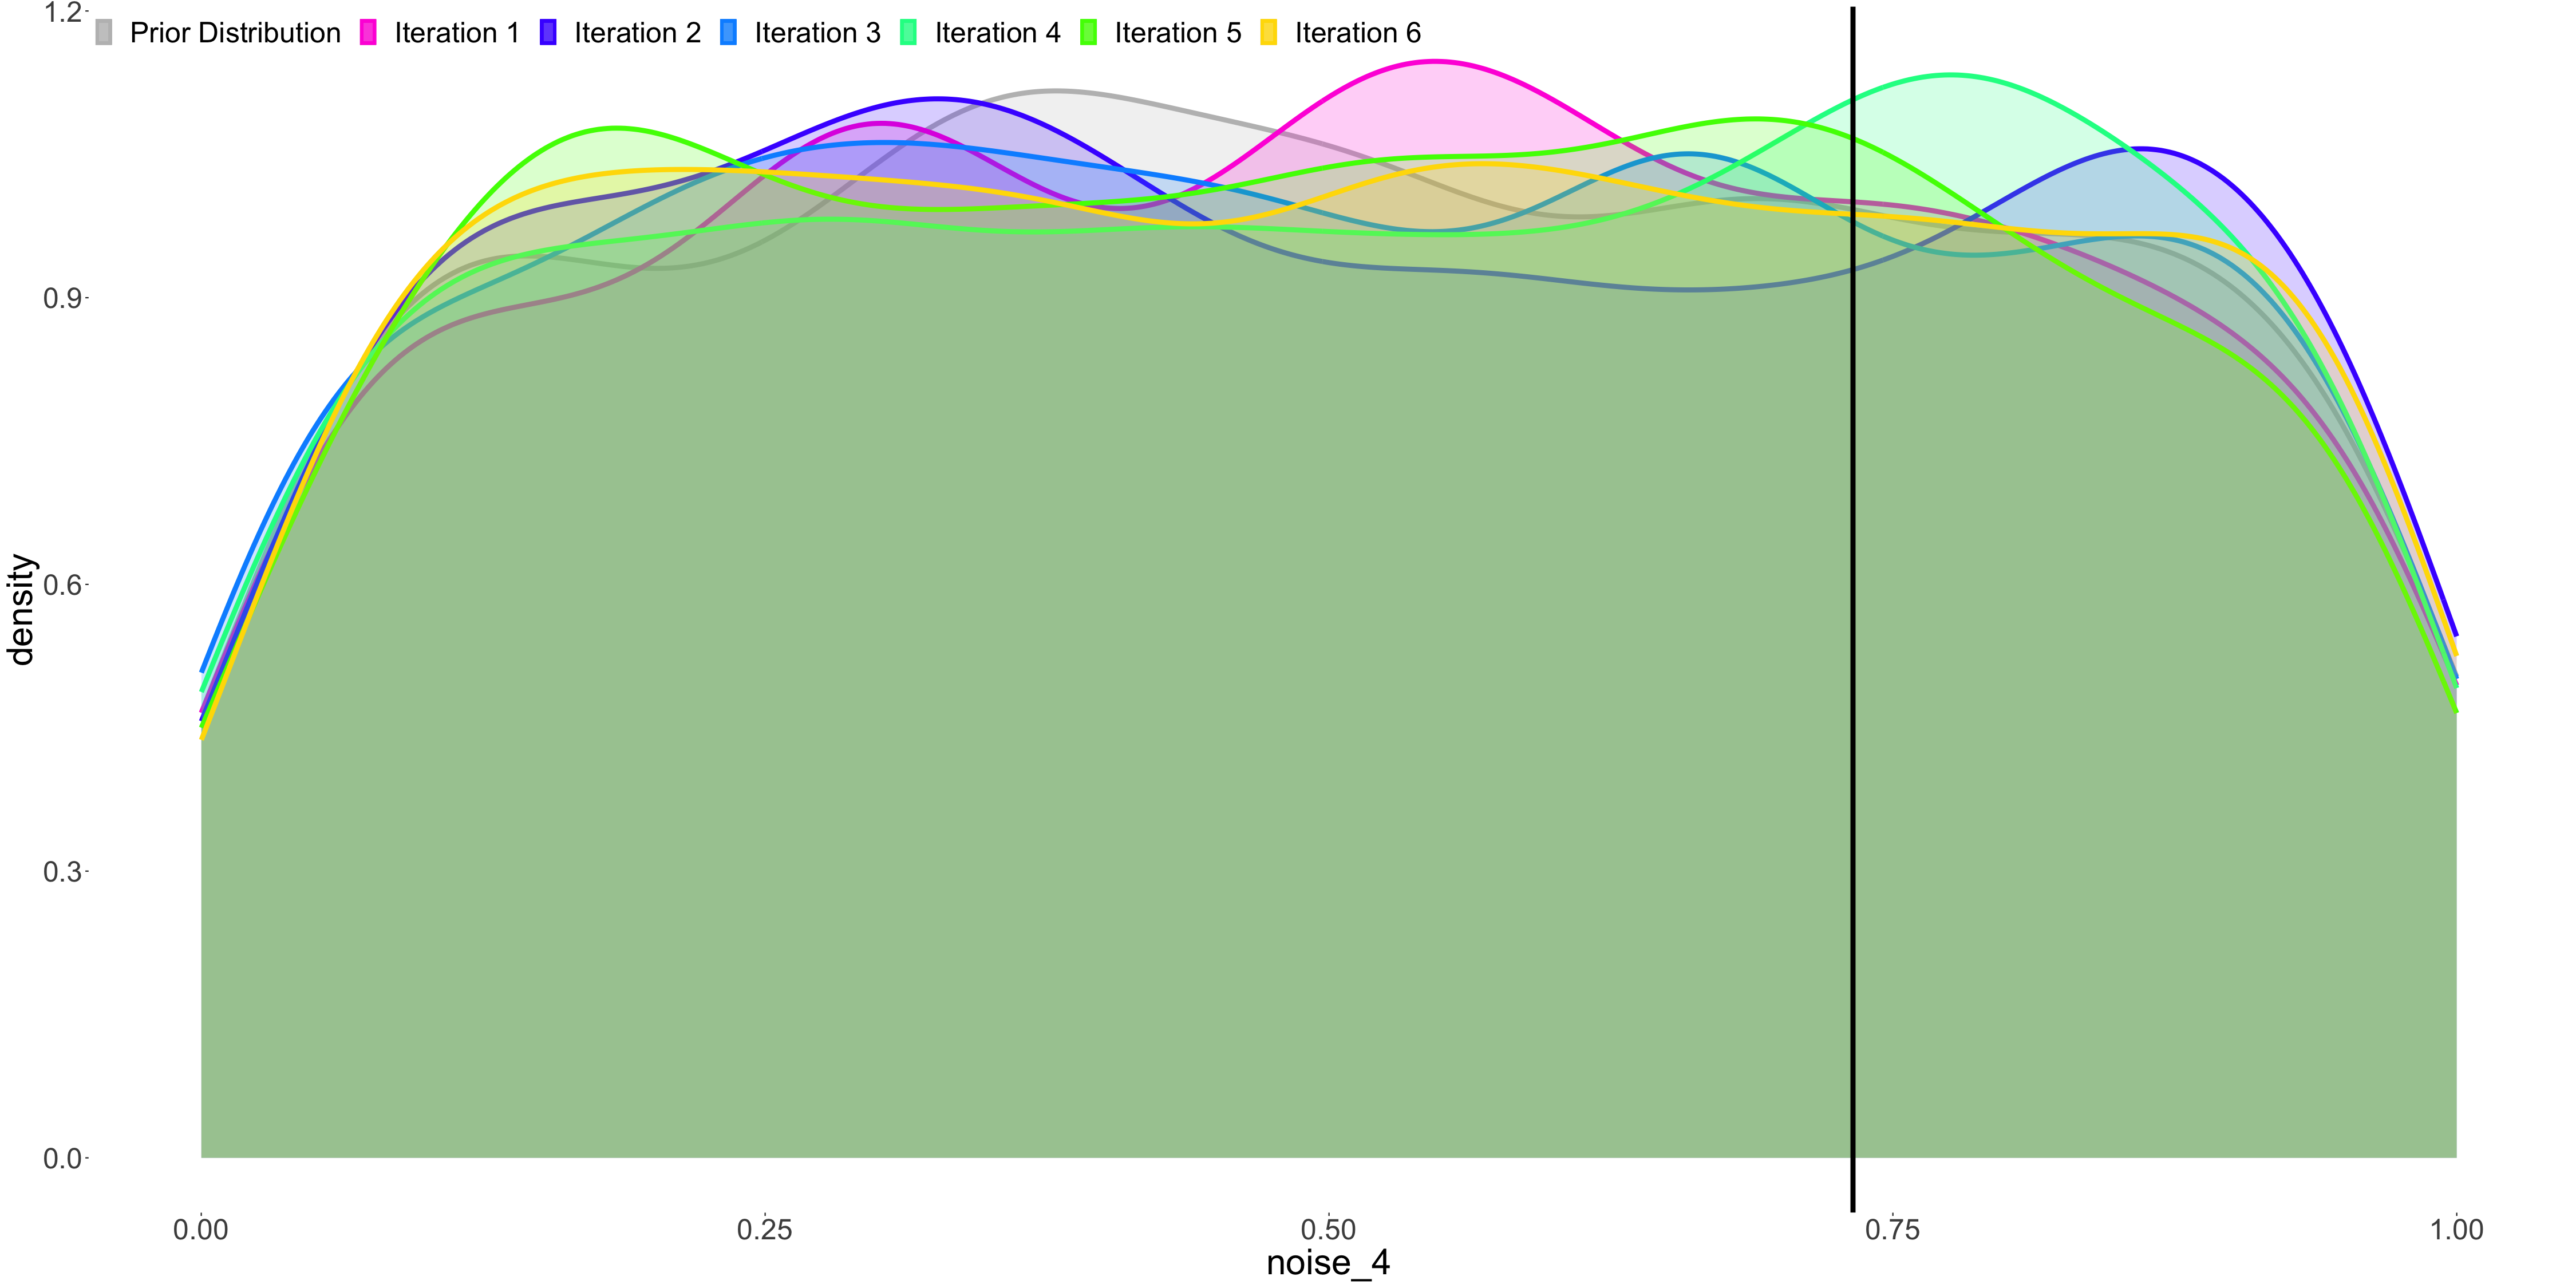 1.2
Prior Distribution Iteration 1 Iteration 2 Iteration 3 Iteration 4 Iteration 5 Iteration 6
0.9
0.6
density
0.3
0.0
0.00 0.25 0.50 0.75 1.00
noise_4